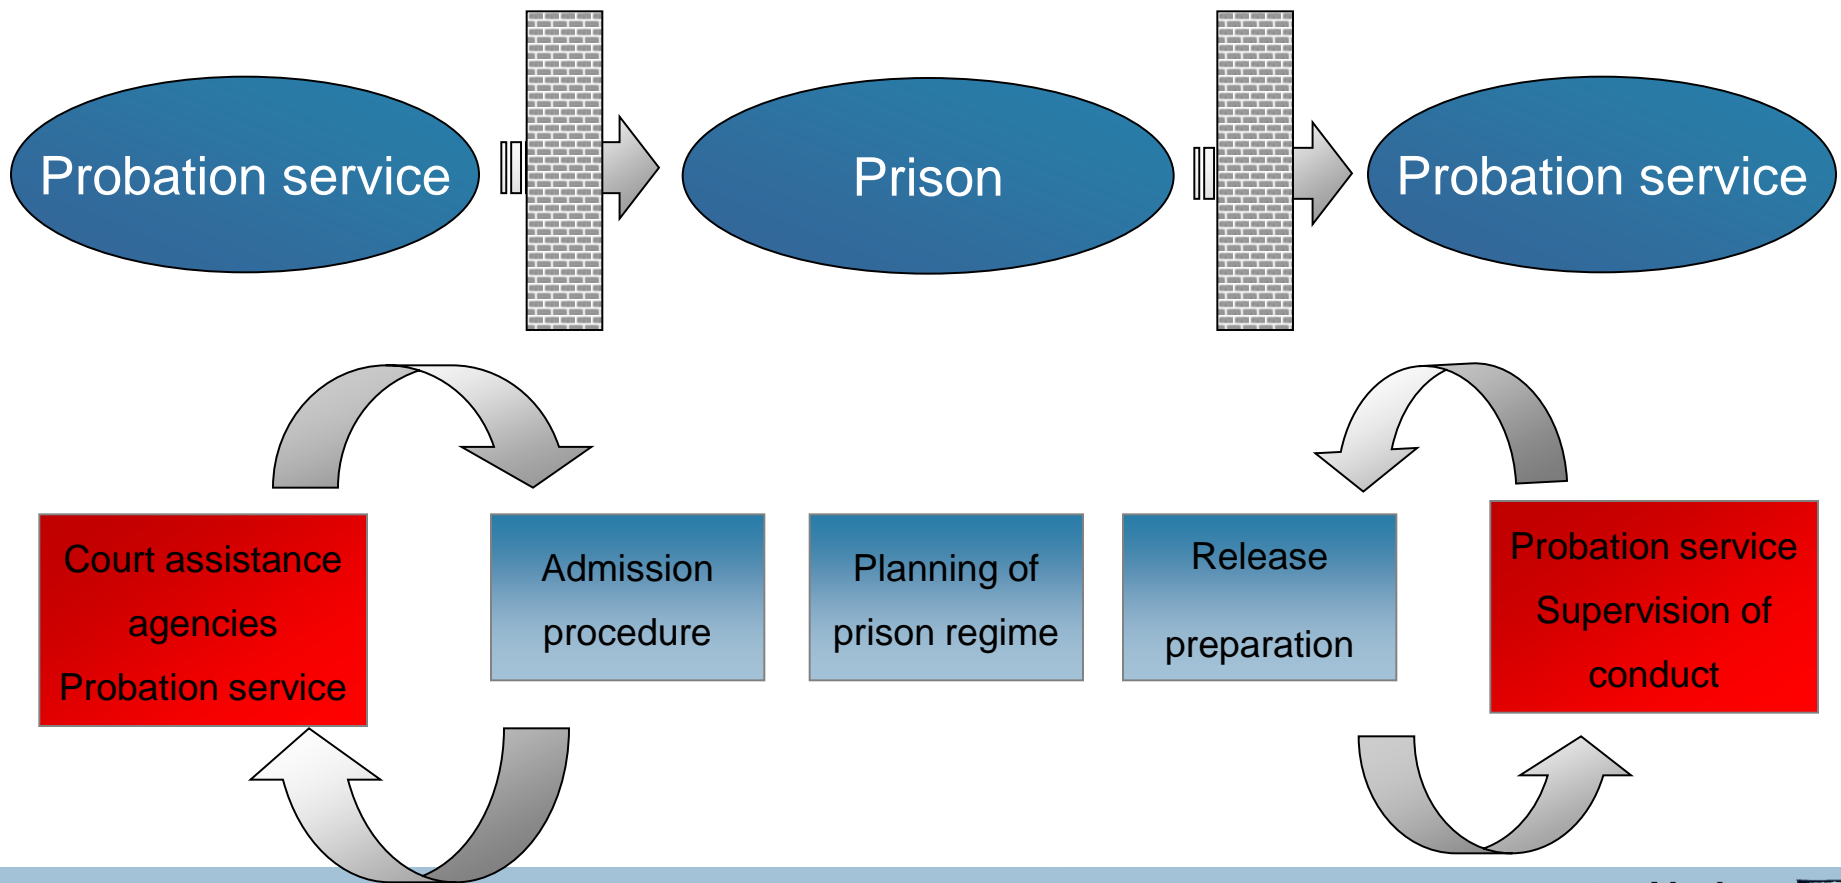 Probation service
Prison
Probation service
Court assistance
agencies
Probation service
Admission
procedure
Planning of
prison regime
Release
preparation
Probation service
Supervision of
conduct